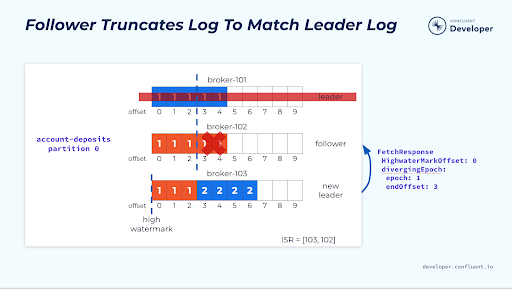 Follower Truncates Log To Match Leader Log
CONFLUENT
Developer
broker-101
1 1 1 1 1
leader
offset 0 1 2 3 4 5 6 7 8 9
broker-102
account-deposits
partition 0
1 1 1 1
follower
offset 0 1 2 3 4 5 6 7 8 9
FetchResponse
HighwaterMarkOffset: 0
divergingEpoch:
epoch: 1
endOffset: 3
broker-103
1 1 1 2 2 2 2
new
leader
offset 0 1 2 3 4 5 6 7 8 9
high
watermark
ISR = [103, 102]
developer.confluent.io